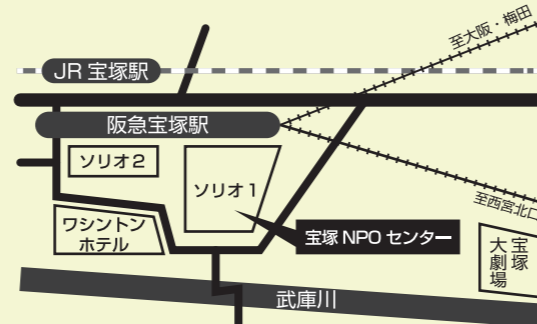 至大阪・梅田
JR 宝塚駅
阪急宝塚駅
ソリオ2
ソリオ1
至西宮北口
ワシントン
ホテル
宝塚 NPO センター
宝塚
大劇場
武庫川